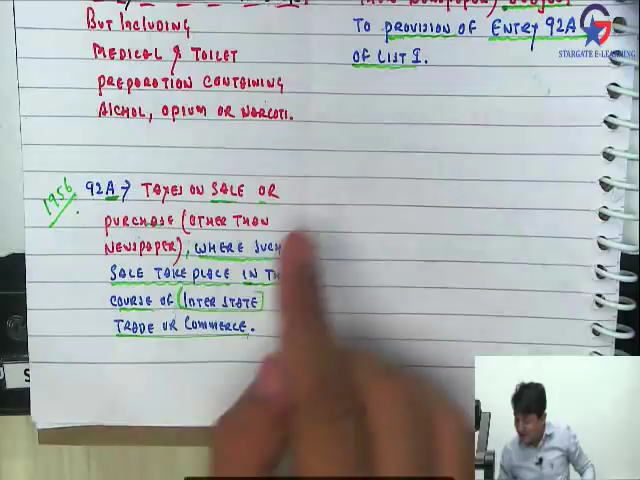 But Including
To provision of Entry 92A
Medical & Toilet
of List I.
preparation containing
Alchol, opium or Narcoti.
STARGATE E-LEARNING
1956
92A → Taxes on Sale or
purchase (other than
Newspaper), where such
Sale take place in th
course of (Inter State
Trade or Commerce.
S